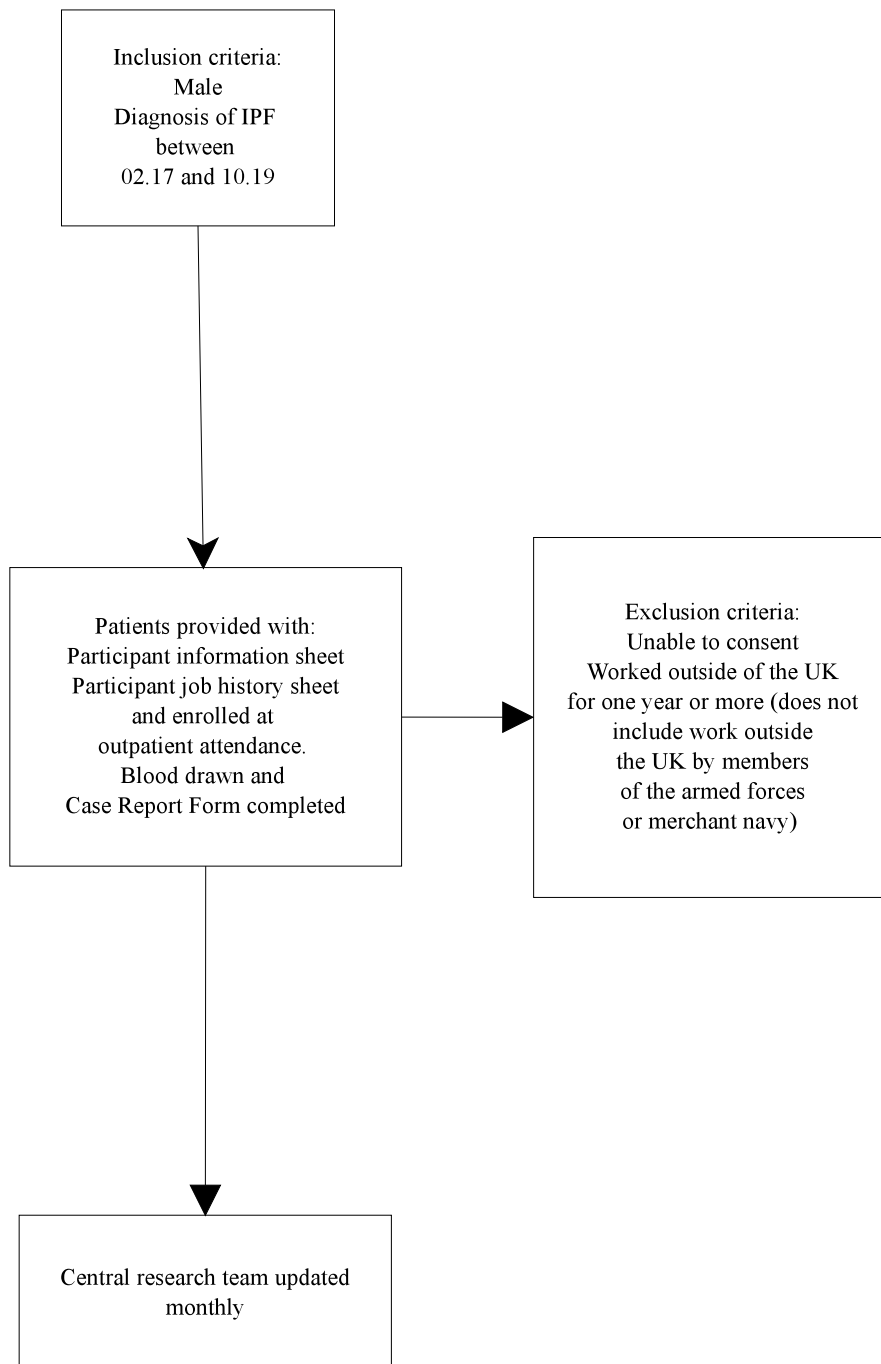 Inclusion criteria:
Male
Diagnosis of IPF
between
02.17 and 10.19
Patients provided with:
Participant information sheet
Participant job history sheet
and enrolled at
outpatient attendance.
Blood drawn and
Case Report Form completed
Exclusion criteria:
Unable to consent
Worked outside of the UK
for one year or more (does not
include work outside
the UK by members
of the armed forces
or merchant navy)
Central research team updated
monthly